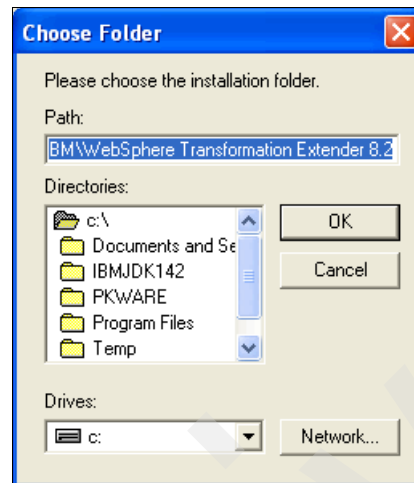 Choose Folder
Please choose the installation folder.
Path:
BM\WebSphere Transformation Extender 8.2
Directories:
c:\
Documents and Se
IBMJDK142
PKWARE
Program Files
Temp
OK
Cancel
Drives:
c:
Network...